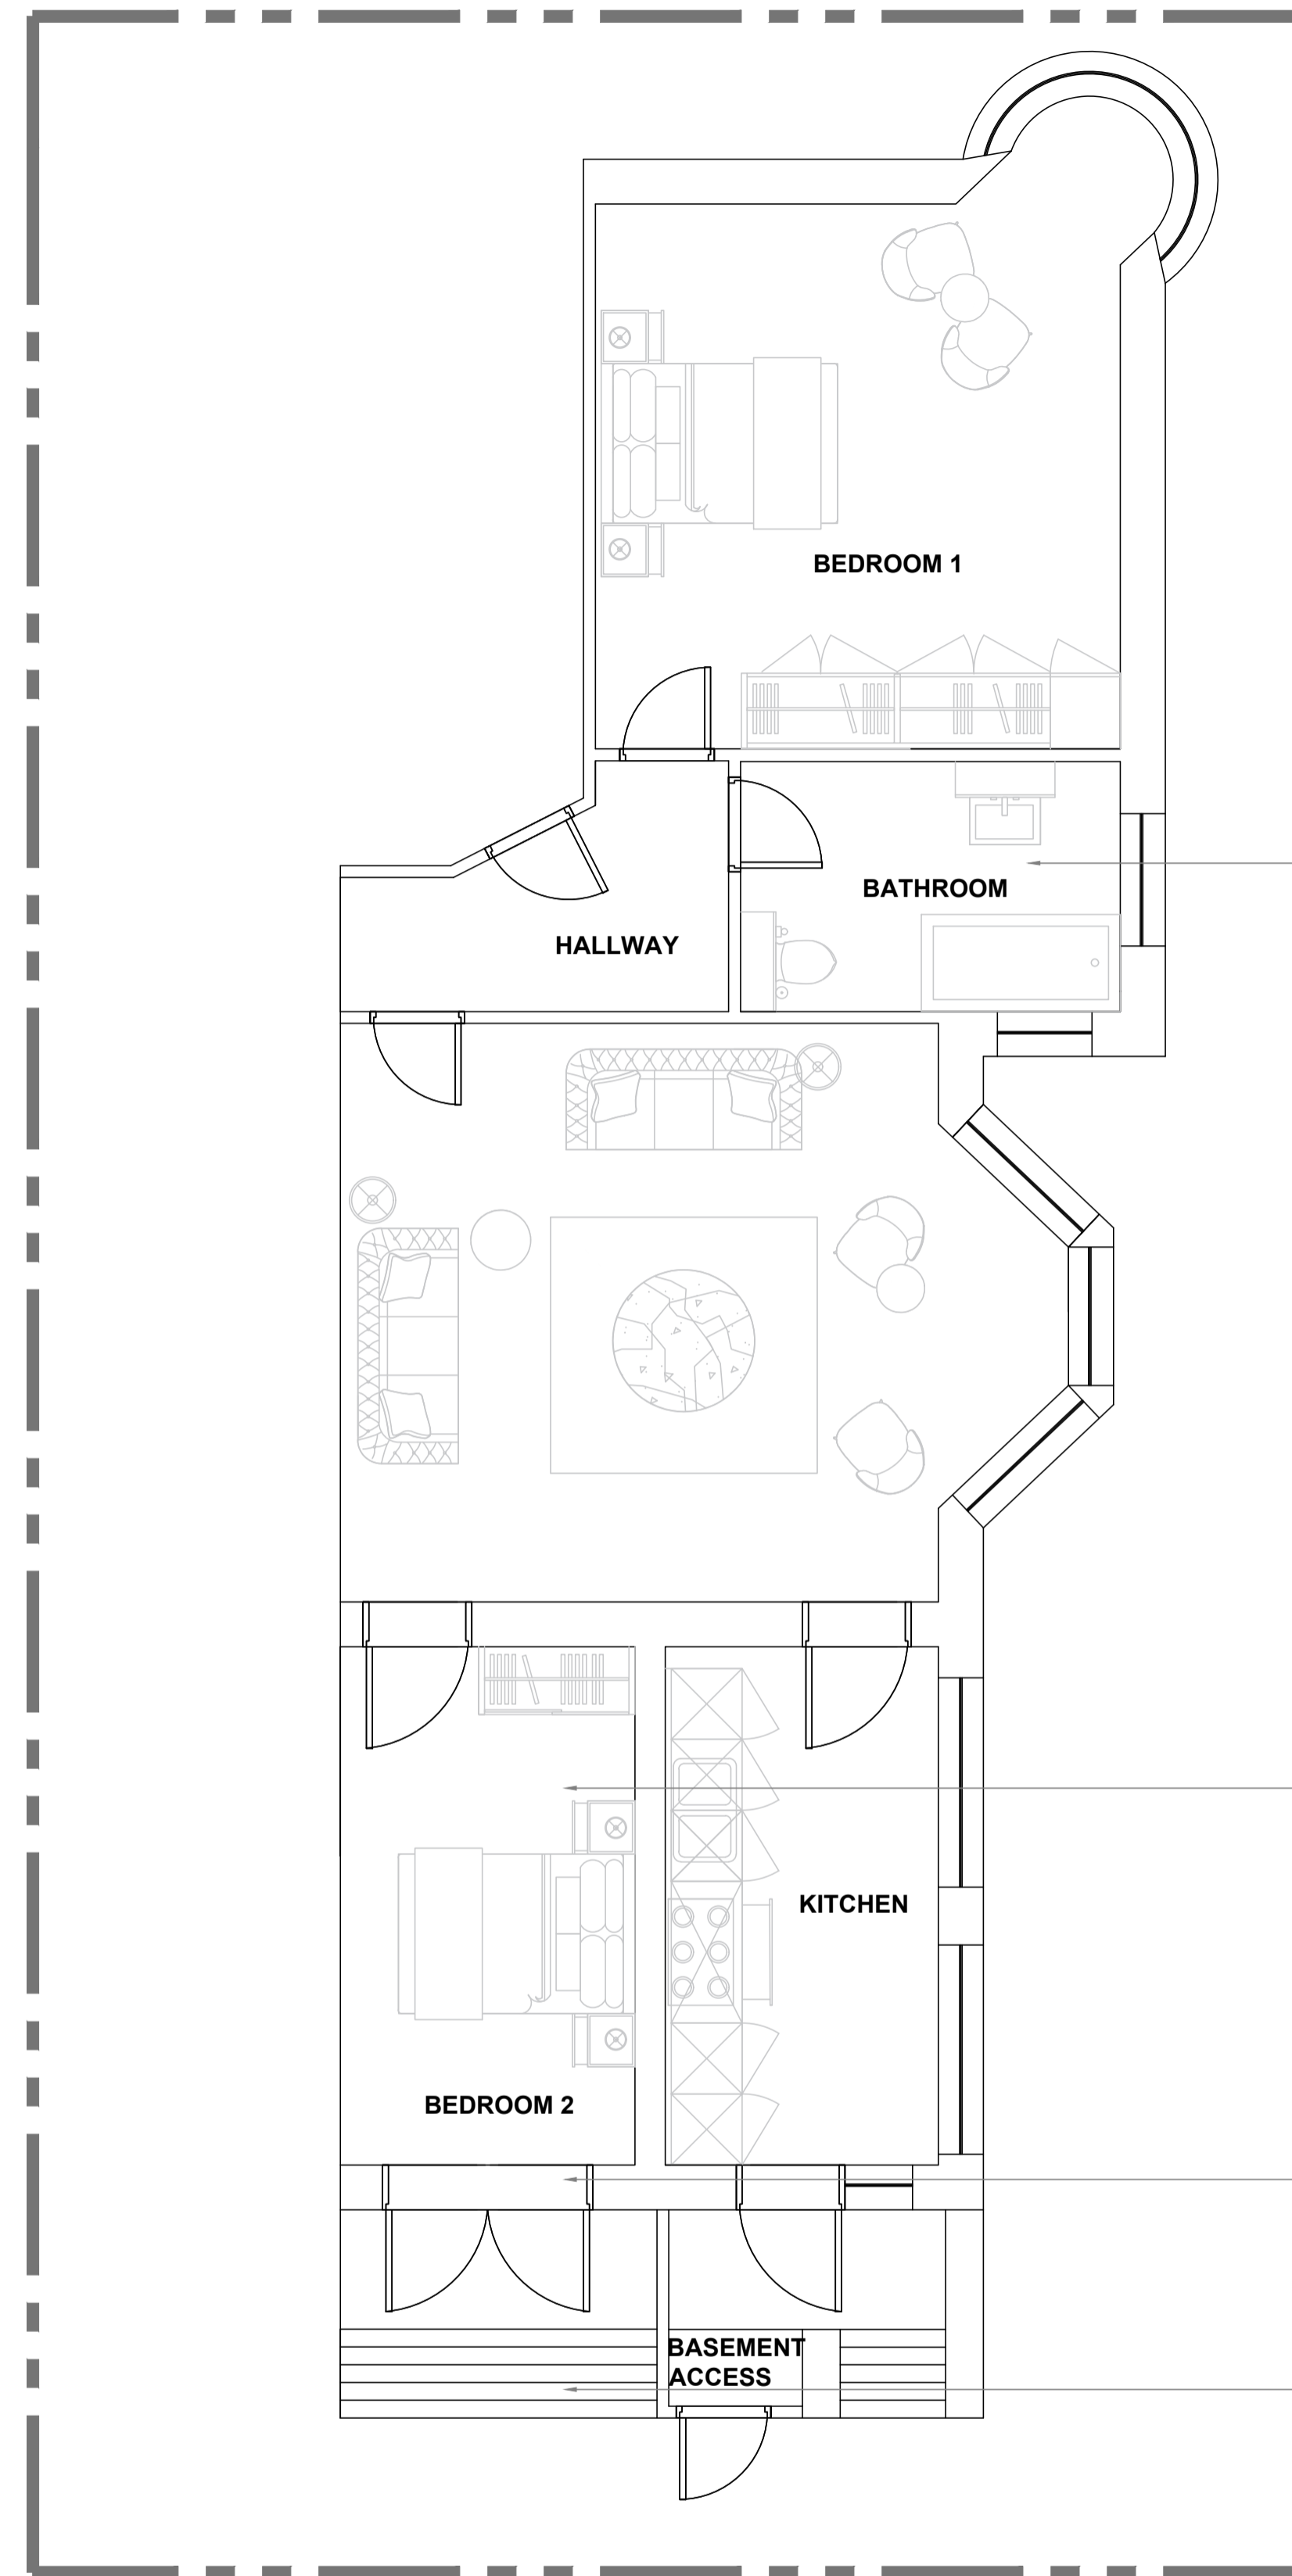 BEDROOM 1
BATHROOM
HALLWAY
KITCHEN
BEDROOM 2
BASEMENT
ACCESS